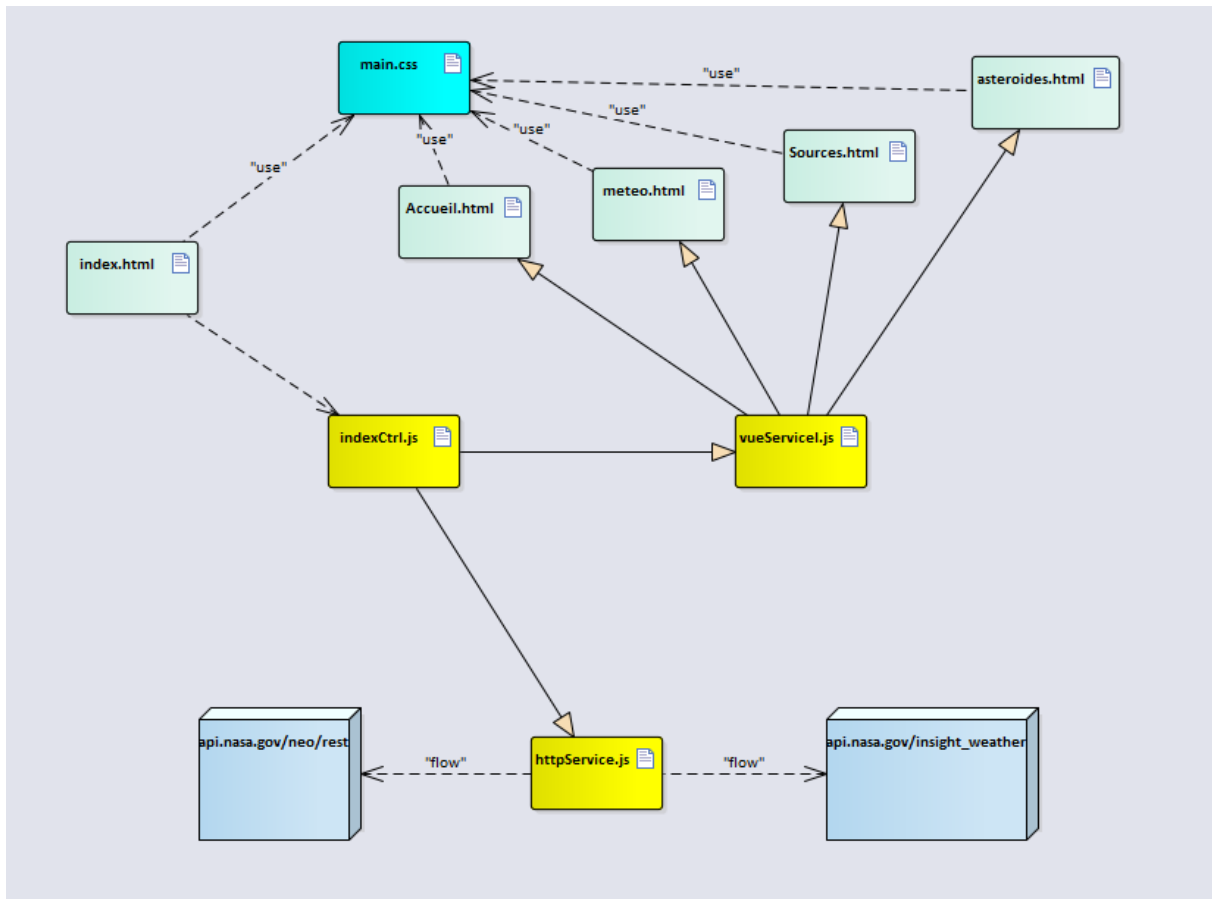 main.css
asteroides.html
"use"
"use"
Sources.html
"use"
"use"
"use"
meteo.html
Accueil.html
index.html
indexCtrl.js
vueServicel.js
api.nasa.gov/neo/rest
api.nasa.gov/insight_weather
httpService.js
"flow"
"flow"